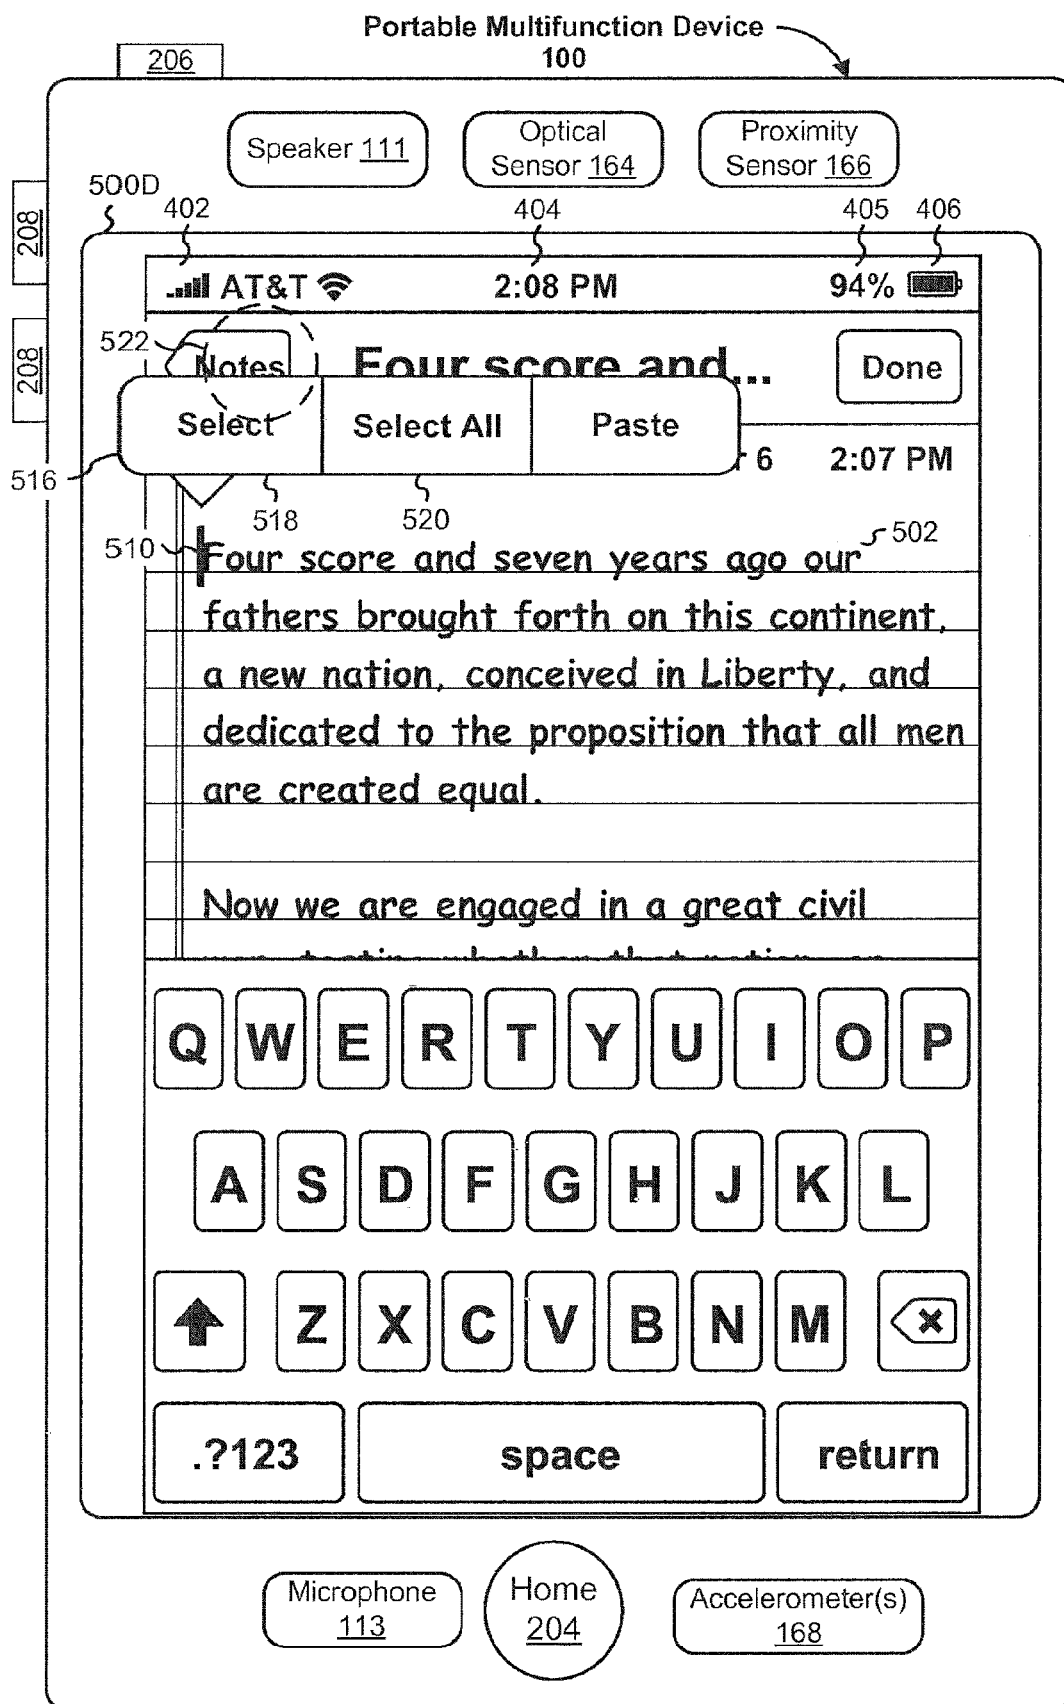 Portable Multifunction Device
100
206
Speaker 111
Optical
Sensor 164
Proximity
Sensor 166
208
500D
402
404
405
406
AT&T
2:08 PM
94%
208
522
Notes
Four score and...
Done
Select
Select All
Paste
516
r 6
2:07 PM
518
520
510
502
Four score and seven years ago our
fathers brought forth on this continent,
a new nation, conceived in Liberty, and
dedicated to the proposition that all men
are created equal.
Now we are engaged in a great civil
Q W E R T Y U I O P
A S D F G H J K L
Z X C V B N M
.?123
space
return
Microphone
113
Home
204
Accelerometer(s)
168